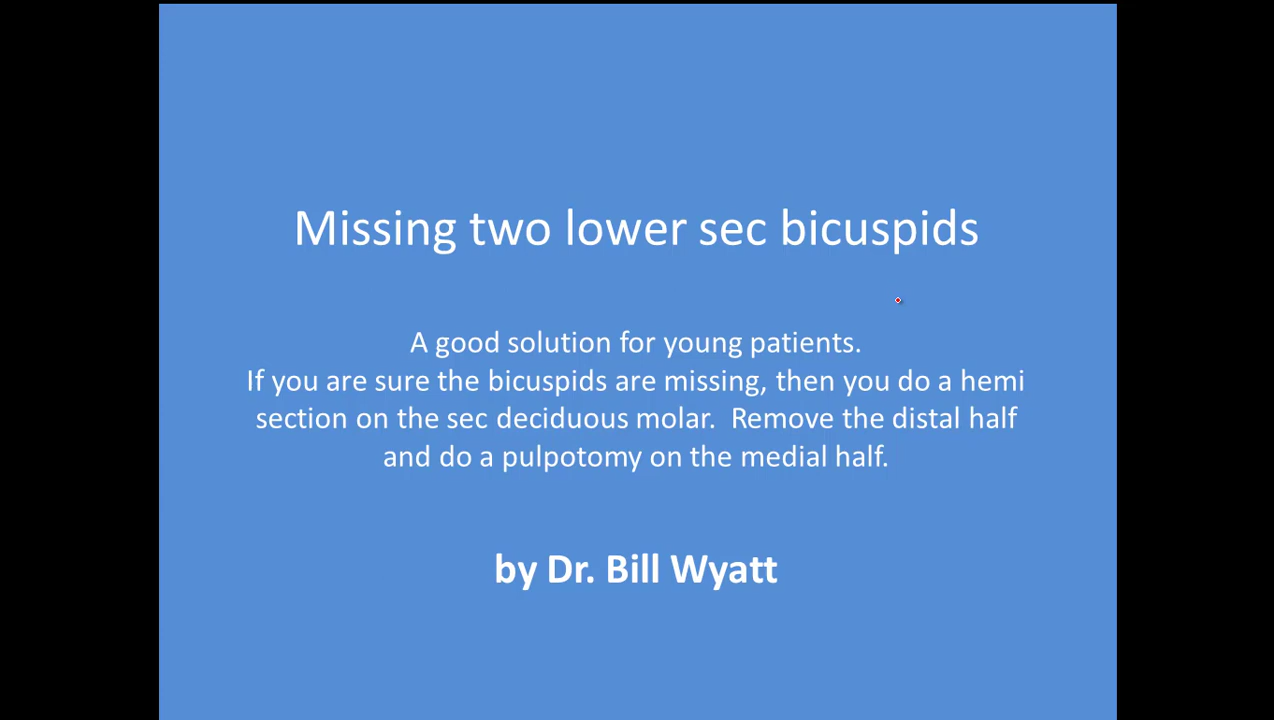 Missing two lower sec bicuspids
A good solution for young patients.
If you are sure the bicuspids are missing, then you do a hemi
section on the sec deciduous molar.  Remove the distal half
and do a pulpotomy on the medial half.
by Dr. Bill Wyatt